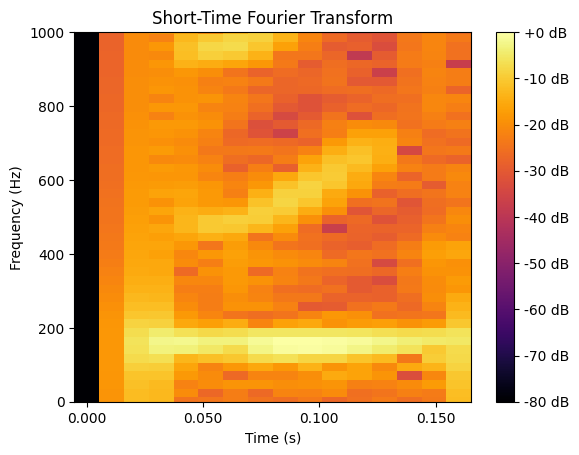 Short-Time Fourier Transform
Frequency (Hz)
1000
800
600
400
200
0
0.000
0.050
0.100
0.150
Time (s)
+0 dB
-10 dB
-20 dB
-30 dB
-40 dB
-50 dB
-60 dB
-70 dB
-80 dB